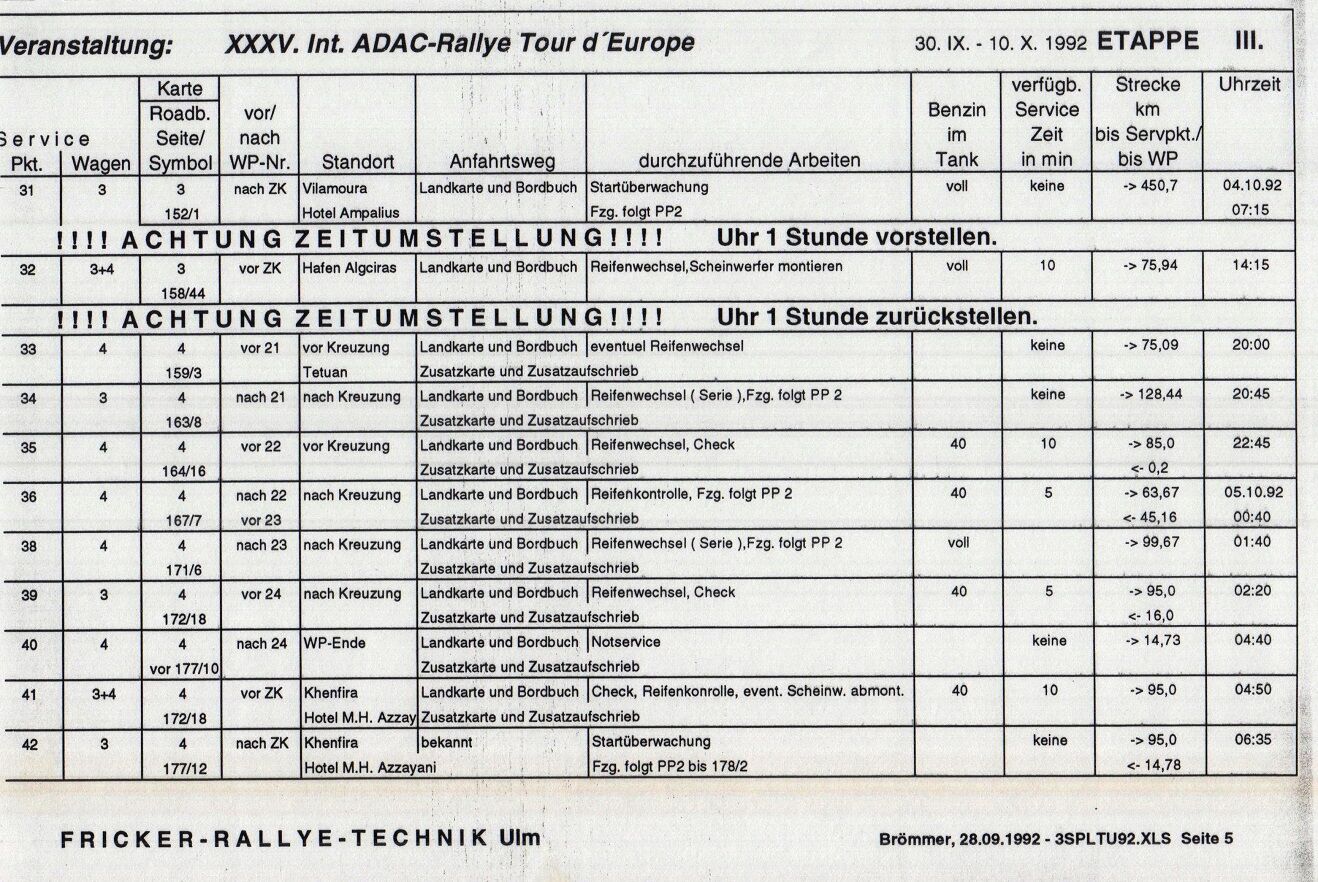 Veranstaltung: XXXV. Int. ADAC-Rallye Tour d´Europe 30. IX. - 10. X. 1992 ETAPPE III.
Karte
Roadb. vor/ Benzin verfügb. Strecke Uhrzeit
Service Seite/ nach im Service km
Pkt. Wagen Symbol WP-Nr. Standort Anfahrtsweg durchzuführende Arbeiten Tank Zeit bis Servpkt./
in min bis WP
31 3 3 nach ZK Vilamoura Landkarte und Bordbuch Startüberwachung voll keine -> 450,7 04.10.92
152/1 Hotel Ampalius Fzg. folgt PP2 07:15
!!!! ACHTUNG ZEITUMSTELLUNG!!!! Uhr 1 Stunde vorstellen.
32 3+4 3 vor ZK Hafen Algciras Landkarte und Bordbuch Reifenwechsel,Scheinwerfer montieren voll 10 -> 75,94 14:15
158/44
!!!! ACHTUNG ZEITUMSTELLUNG!!!! Uhr 1 Stunde zurückstellen.
33 4 4 vor 21 vor Kreuzung Landkarte und Bordbuch eventuel Reifenwechsel keine -> 75,09 20:00
159/3 Tetuan Zusatzkarte und Zusatzaufschrieb
34 3 4 nach 21 nach Kreuzung Landkarte und Bordbuch Reifenwechsel ( Serie ),Fzg. folgt PP 2 keine -> 128,44 20:45
163/8 Zusatzkarte und Zusatzaufschrieb
35 4 4 vor 22 vor Kreuzung Landkarte und Bordbuch Reifenwechsel, Check 40 10 -> 85,0 22:45
164/16 Zusatzkarte und Zusatzaufschrieb <- 0,2
36 4 4 nach 22 nach Kreuzung Landkarte und Bordbuch Reifenkontrolle, Fzg. folgt PP 2 40 5 -> 63,67 05.10.92
167/7 vor 23 Zusatzkarte und Zusatzaufschrieb <- 45,16 00:40
38 4 4 nach 23 nach Kreuzung Landkarte und Bordbuch Reifenwechsel ( Serie ),Fzg. folgt PP 2 voll -> 99,67 01:40
171/6 Zusatzkarte und Zusatzaufschrieb
39 3 4 vor 24 nach Kreuzung Landkarte und Bordbuch Reifenwechsel, Check 40 5 -> 95,0 02:20
172/18 Zusatzkarte und Zusatzaufschrieb <- 16,0
40 4 4 nach 24 WP-Ende Landkarte und Bordbuch Notservice keine -> 14,73 04:40
vor 177/10 Zusatzkarte und Zusatzaufschrieb
41 3+4 4 vor ZK Khenfira Landkarte und Bordbuch Check, Reifenkonrolle, event. Scheinw. abmont. 40 10 -> 95,0 04:50
172/18 Hotel M.H. Azzay Zusatzkarte und Zusatzaufschrieb
42 3 4 nach ZK Khenfira bekannt Startüberwachung keine -> 95,0 06:35
177/12 Hotel M.H. Azzayani Fzg. folgt PP2 bis 178/2 <- 14,78
FRICKER-RALLYE-TECHNIK Ulm Brömmer, 28.09.1992 - 3SPLTU92.XLS Seite 5